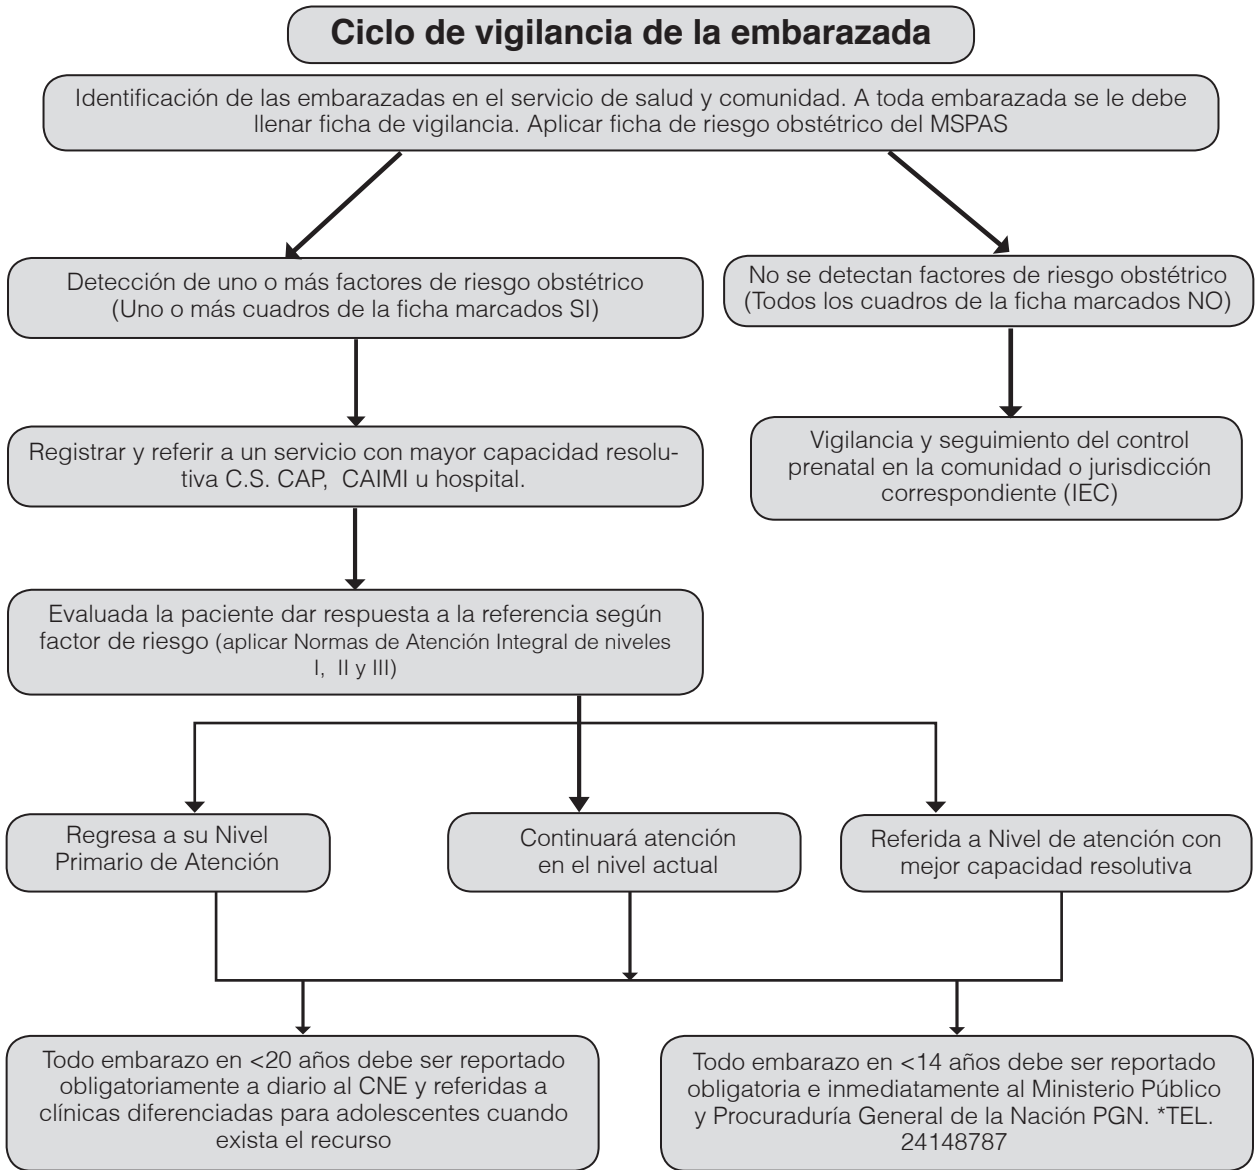 Ciclo de vigilancia de la embarazada
Identificación de las embarazadas en el servicio de salud y comunidad. A toda embarazada se le debe
llenar ficha de vigilancia. Aplicar ficha de riesgo obstétrico del MSPAS
Detección de uno o más factores de riesgo obstétrico
(Uno o más cuadros de la ficha marcados SI)
No se detectan factores de riesgo obstétrico
(Todos los cuadros de la ficha marcados NO)
Registrar y referir a un servicio con mayor capacidad resolu-
tiva C.S. CAP, CAIMI u hospital.
Vigilancia y seguimiento del control
prenatal en la comunidad o jurisdicción
correspondiente (IEC)
Evaluada la paciente dar respuesta a la referencia según
factor de riesgo (aplicar Normas de Atención Integral de niveles
I, II y III)
Regresa a su Nivel
Primario de Atención
Continuará atención
en el nivel actual
Referida a Nivel de atención con
mejor capacidad resolutiva
Todo embarazo en <20 años debe ser reportado
obligatoriamente a diario al CNE y referidas a
clínicas diferenciadas para adolescentes cuando
exista el recurso
Todo embarazo en <14 años debe ser reportado
obligatoria e inmediatamente al Ministerio Público
y Procuraduría General de la Nación PGN. *TEL.
24148787